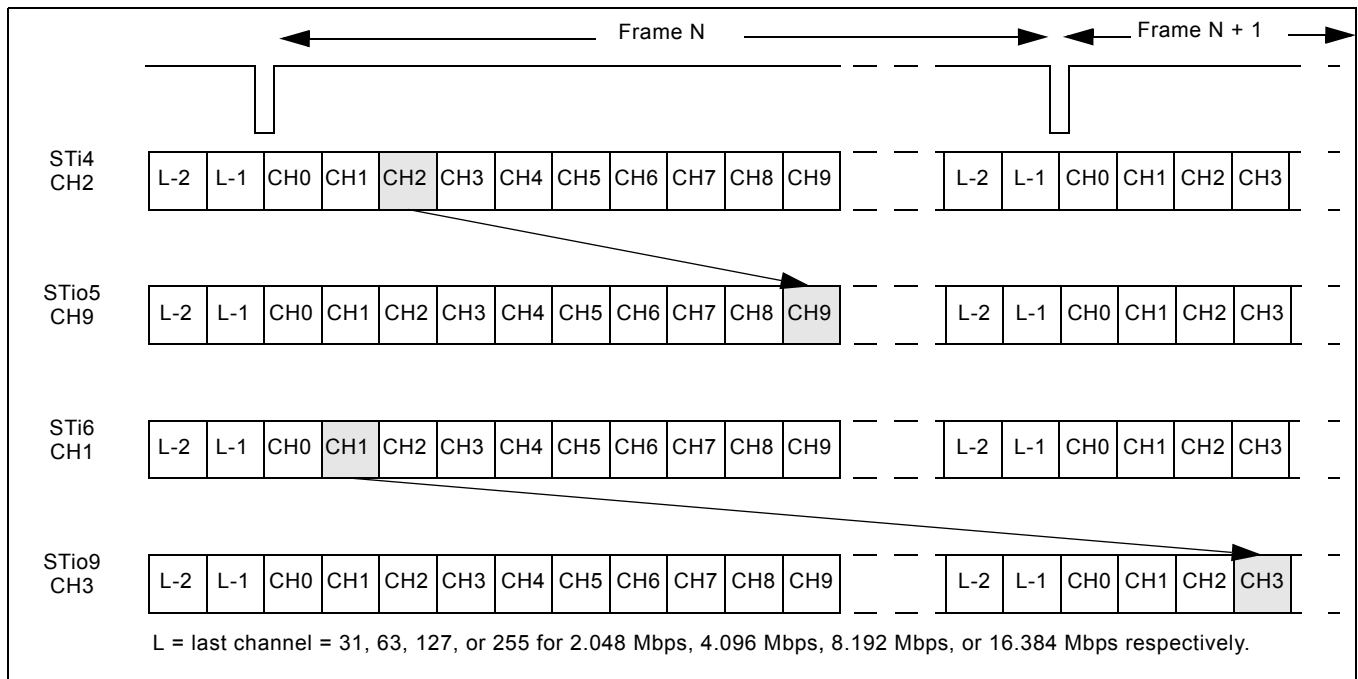 Frame N
Frame N + 1
STi4
CH2
L-2 L-1 CH0 CH1 CH2 CH3 CH4 CH5 CH6 CH7 CH8 CH9 L-2 L-1 CH0 CH1 CH2 CH3
STio5
CH9
L-2 L-1 CH0 CH1 CH2 CH3 CH4 CH5 CH6 CH7 CH8 CH9 L-2 L-1 CH0 CH1 CH2 CH3
STi6
CH1
L-2 L-1 CH0 CH1 CH2 CH3 CH4 CH5 CH6 CH7 CH8 CH9 L-2 L-1 CH0 CH1 CH2 CH3
STio9
CH3
L-2 L-1 CH0 CH1 CH2 CH3 CH4 CH5 CH6 CH7 CH8 CH9 L-2 L-1 CH0 CH1 CH2 CH3
L = last channel = 31, 63, 127, or 255 for 2.048 Mbps, 4.096 Mbps, 8.192 Mbps, or 16.384 Mbps respectively.